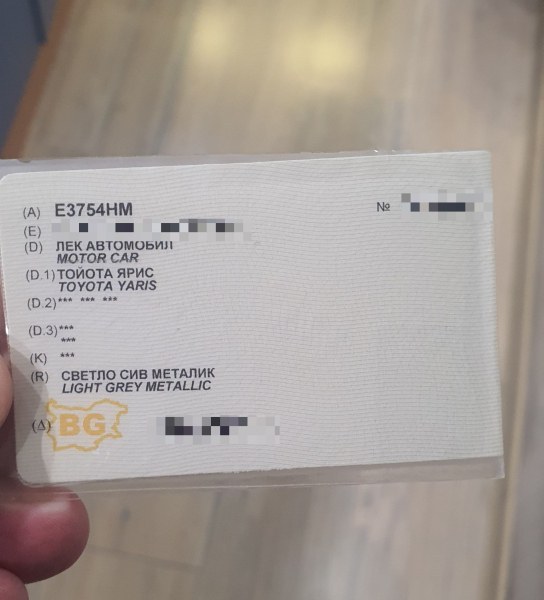 (A) E3754HM
№
(E)
(D) ЛЕК АВТОМОБИЛ
MOTOR CAR
(D.1) ТОЙОТА ЯРИС
TOYOTA YARIS
(D.2) *** *** ***
(D.3) ***
***
(K) ***
(R) СВЕТЛО СИВ МЕТАЛИК
LIGHT GREY METALLIC
(Δ) BG